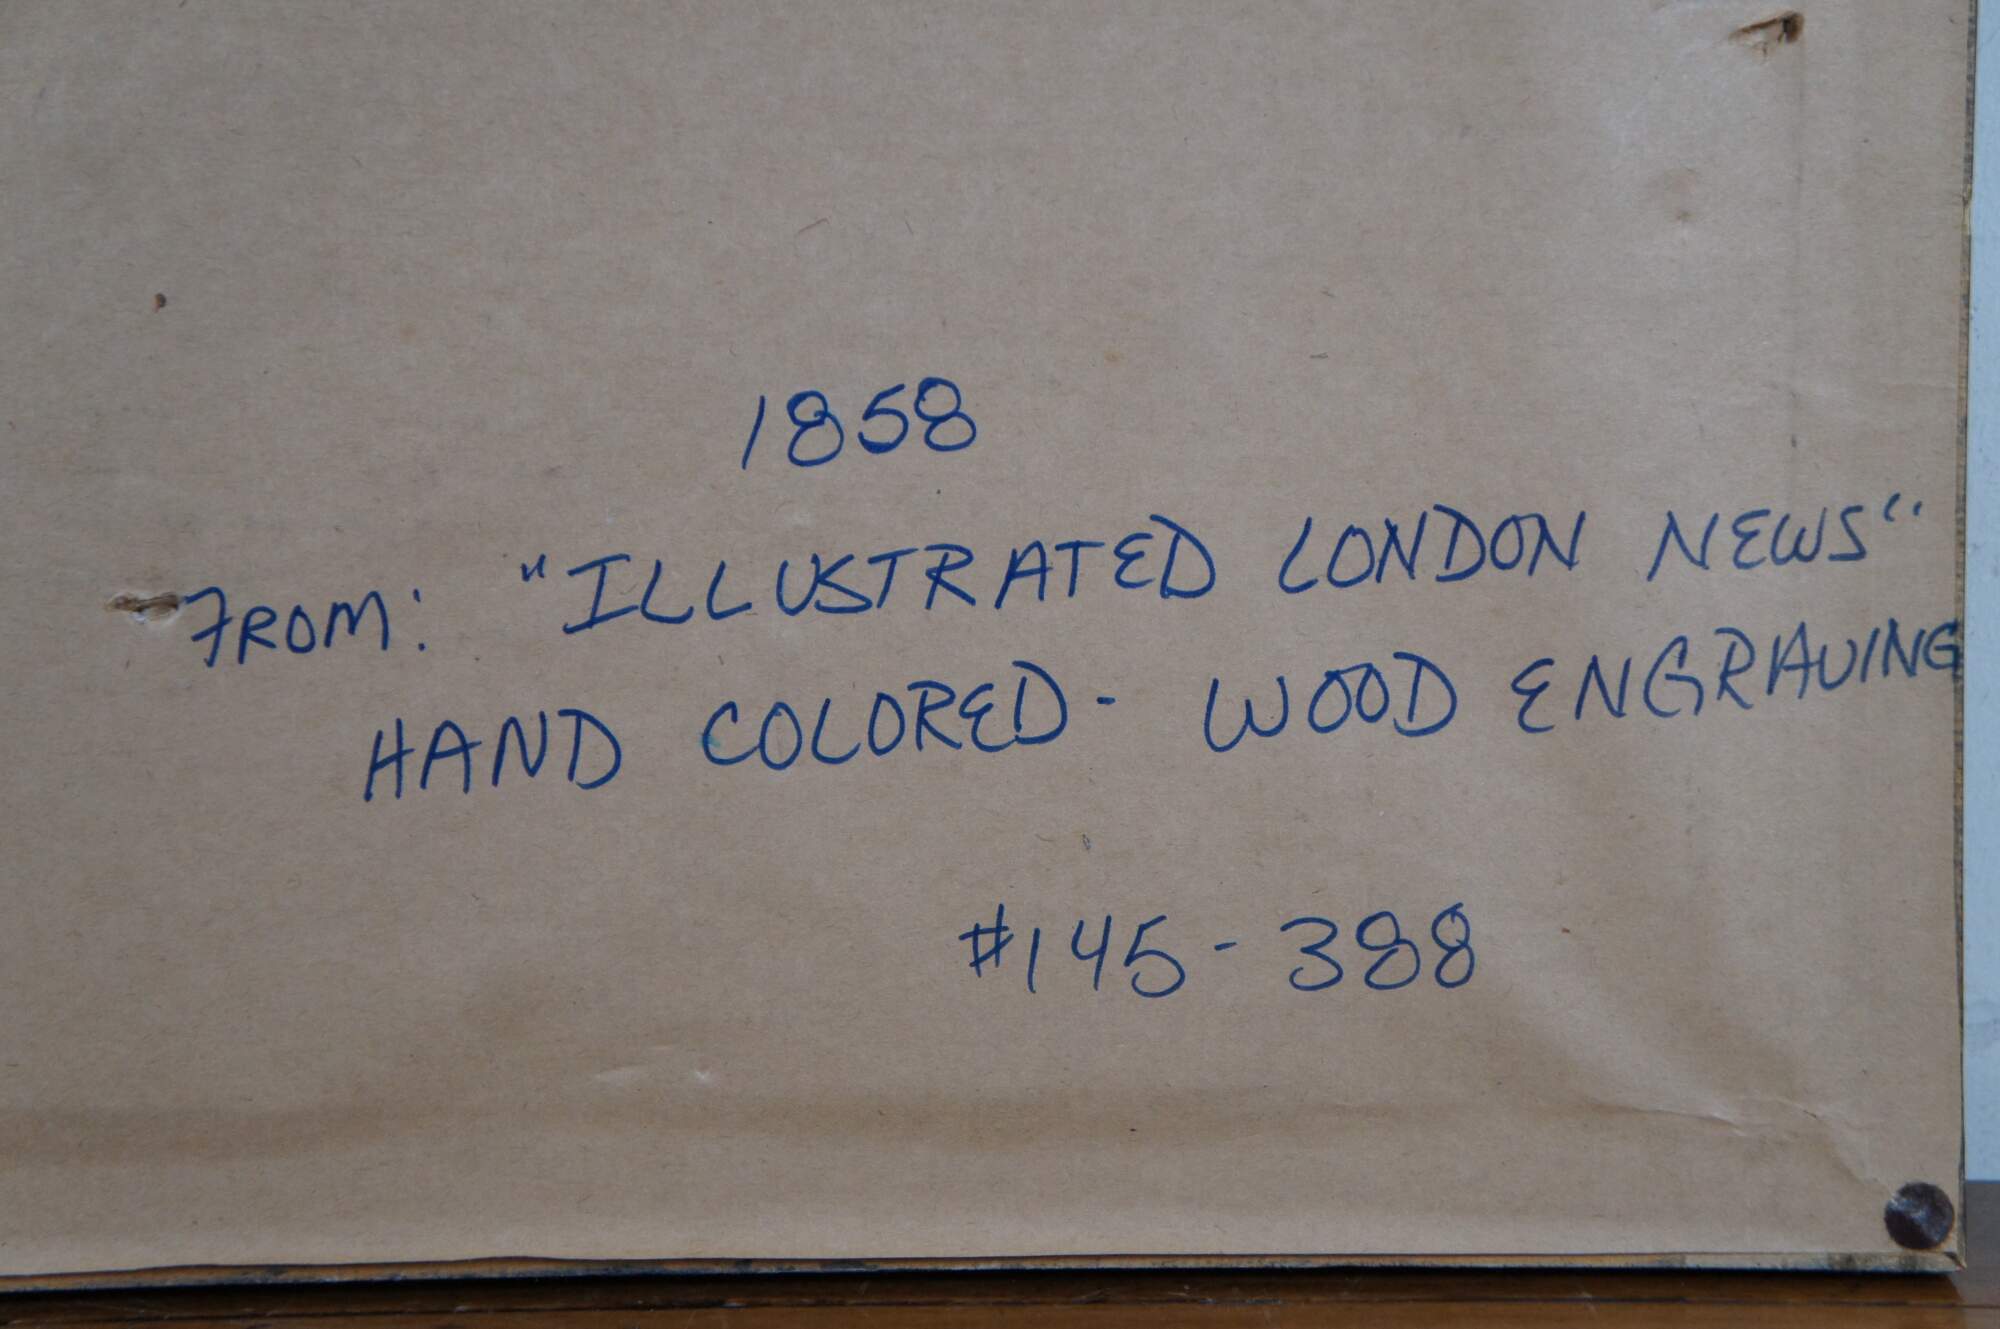 1858
FROM: "ILLUSTRATED LONDON NEWS"
HAND COLORED - WOOD ENGRAVING
#145-388